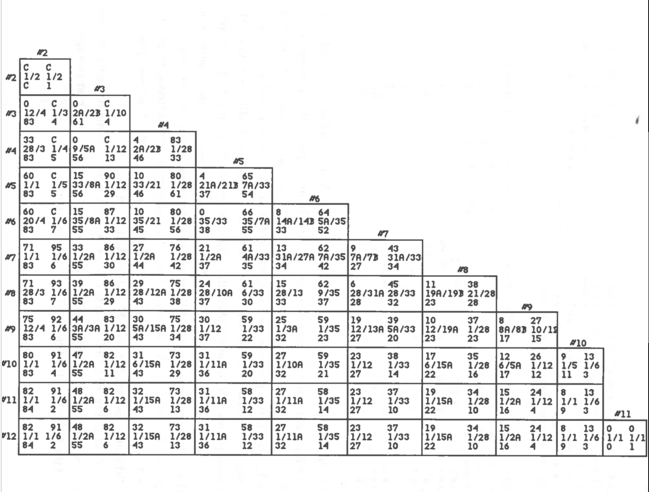 #2
C C
#2 1/2 1/2
C 1
#3
0 C 0 C
#3 12/4 1/3 2A/2B 1/10
83 4 61 4
#4
33 C 0 C 4 83
#4 28/3 1/4 9/5A 1/12 2A/2B 1/28
83 5 56 13 46 33
#5
60 C 15 90 10 80 4 65
#5 1/1 1/5 33/8A 1/12 33/21 1/28 21A/21B 7A/33
83 5 56 29 46 61 37 54
#6
60 C 15 87 10 80 0 66 8 64
#6 20/4 1/6 35/8A 1/12 35/21 1/28 35/33 35/7A 14A/14B 5A/35
83 7 55 33 45 56 38 55 33 52
#7
71 95 33 86 27 76 21 61 13 62 9 43
#7 1/1 1/6 1/2A 1/12 1/2A 1/28 1/2A 4A/33 31A/27A 7A/35 7A/7B 31A/33
83 6 55 30 44 42 37 35 34 42 27 34
#8
71 93 39 86 29 75 24 61 15 62 6 45 11 38
#8 28/3 1/6 1/2A 1/12 28/12A 1/28 28/10A 6/33 28/13 9/35 28/31A 28/33 19A/19B 21/28
83 7 55 29 43 38 37 30 33 37 28 32 23 28
#9
75 92 44 83 30 75 30 59 25 59 19 39 10 37 8 27
#9 12/4 1/6 3A/3A 1/12 5A/15A 1/28 1/12 1/33 1/3A 1/35 12/13A 5A/33 12/19A 1/28 8A/8B
83 6 55 20 43 34 37 22 32 23 27 20 23 23 17 15
#10
80 91 47 82 31 73 31 58 27 59 23 38 17 35 12 26 9 13
#10 1/1 1/6 1/2A 1/12 6/15A 1/28 1/11A 1/33 1/10A 1/35 1/12 1/33 6/15A 1/28 6/5A 1/12 1/5 1/6
83 4 55 11 43 29 36 20 32 21 27 14 22 16 17 12 11 3
82 91 48 82 32 73 31 58 27 58 23 37 19 34 15 24 8 13
#11 1/1 1/6 1/2A 1/12 1/15A 1/28 1/11A 1/33 1/11A 1/35 1/12 1/33 1/15A 1/28 1/2A 1/12 1/1 1/6
84 2 55 6 43 13 36 12 32 14 27 10 22 10 16 4 9 3
#11
82 91 48 82 32 73 31 58 27 58 23 37 19 34 15 24 8 13 0 0
#12 1/1 1/6 1/2A 1/12 1/15A 1/28 1/11A 1/33 1/11A 1/35 1/12 1/33 1/15A 1/28 1/2A 1/12 1/1 1/6 1/1 1/1
84 2 55 6 43 13 36 12 32 14 27 10 22 10 16 4 9 3 0 1